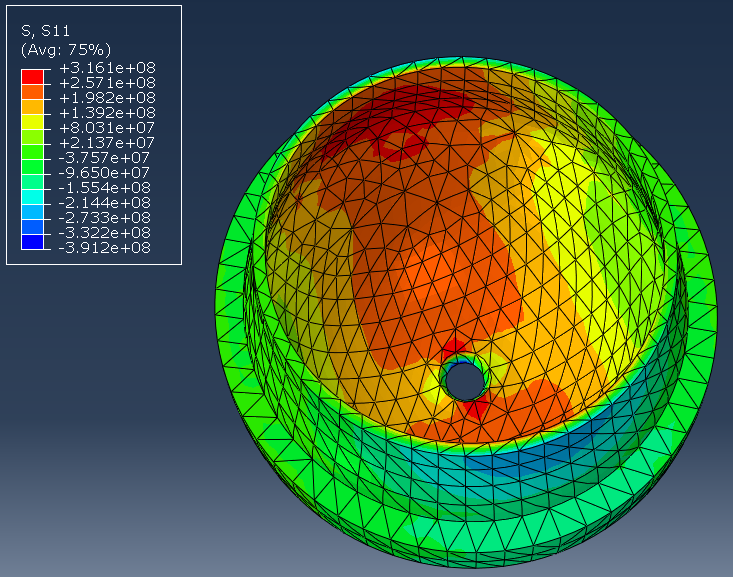 S, S11
(Avg: 75%)
+3.161e+08
+2.571e+08
+1.982e+08
+1.392e+08
+8.031e+07
+2.137e+07
-3.757e+07
-9.650e+07
-1.554e+08
-2.144e+08
-2.733e+08
-3.322e+08
-3.912e+08